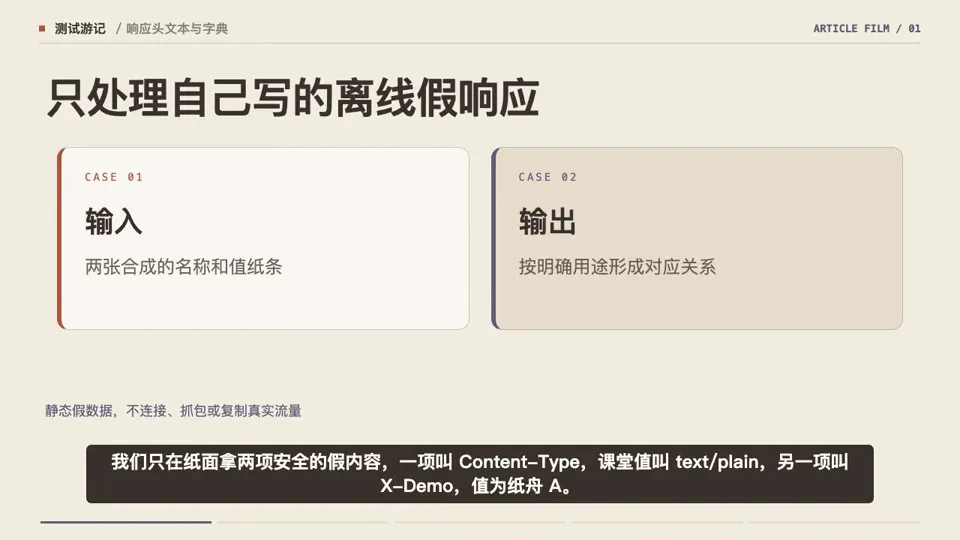 测试游记 / 响应头文本与字典
ARTICLE FILM / 01
只处理自己写的离线假响应
CASE 01
输入
两张合成的名称和值纸条
CASE 02
输出
按明确用途形成对应关系
静态假数据，不连接、抓包或复制真实流量
我们只在纸面拿两项安全的假内容，一项叫 Content-Type，课堂值叫 text/plain，另一项叫
X-Demo，值为纸舟 A。